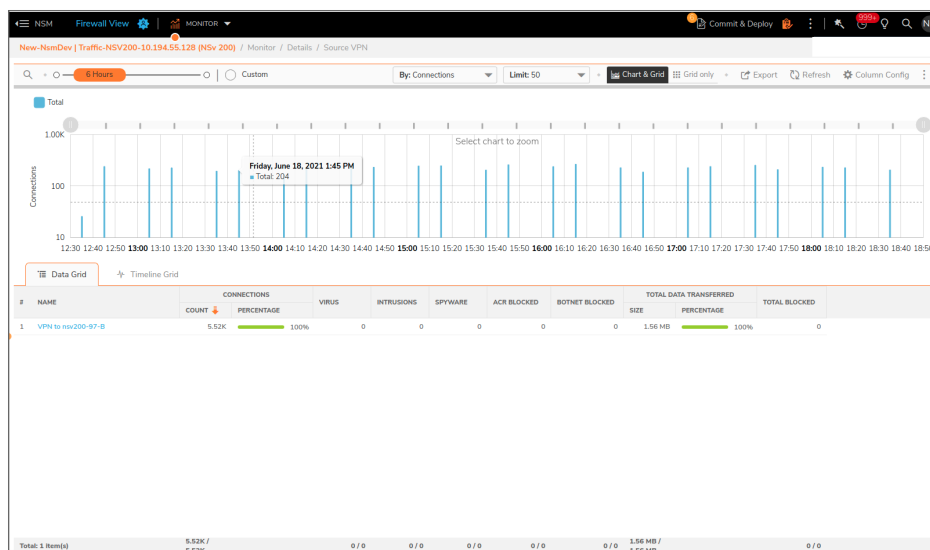 NSM Firewall View MONITOR 6 Commit & Deploy 999+ N
New-NsmDev | Traffic-NSV200-10.194.55.128 (NSv 200) / Monitor / Details / Source VPN
6 Hours Custom By: Connections Limit: 50 Chart & Grid Grid only Export Refresh Column Config
Total
Select chart to zoom
1.00K
100
10
Connections
Friday, June 18, 2021 1:45 PM
Total: 204
12:30 12:40 12:50 13:00 13:10 13:20 13:30 13:40 13:50 14:00 14:10 14:20 14:30 14:40 14:50 15:00 15:10 15:20 15:30 15:40 15:50 16:00 16:10 16:20 16:30 16:40 16:50 17:00 17:10 17:20 17:30 17:40 17:50 18:00 18:10 18:20 18:30 18:40 18:50
Data Grid Timeline Grid
# NAME CONNECTIONS VIRUS INTRUSIONS SPYWARE ACR BLOCKED BOTNET BLOCKED TOTAL DATA TRANSFERRED TOTAL BLOCKED
COUNT PERCENTAGE SIZE PERCENTAGE
1 VPN to nsv200-97-B 5.52K 100% 0 0 0 0 0 1.56 MB 100% 0
Total: 1 item(s) 5.52K / 5.52K 0 / 0 0 / 0 0 / 0 0 / 0 0 / 0 1.56 MB / 1.56 MB 0 / 0